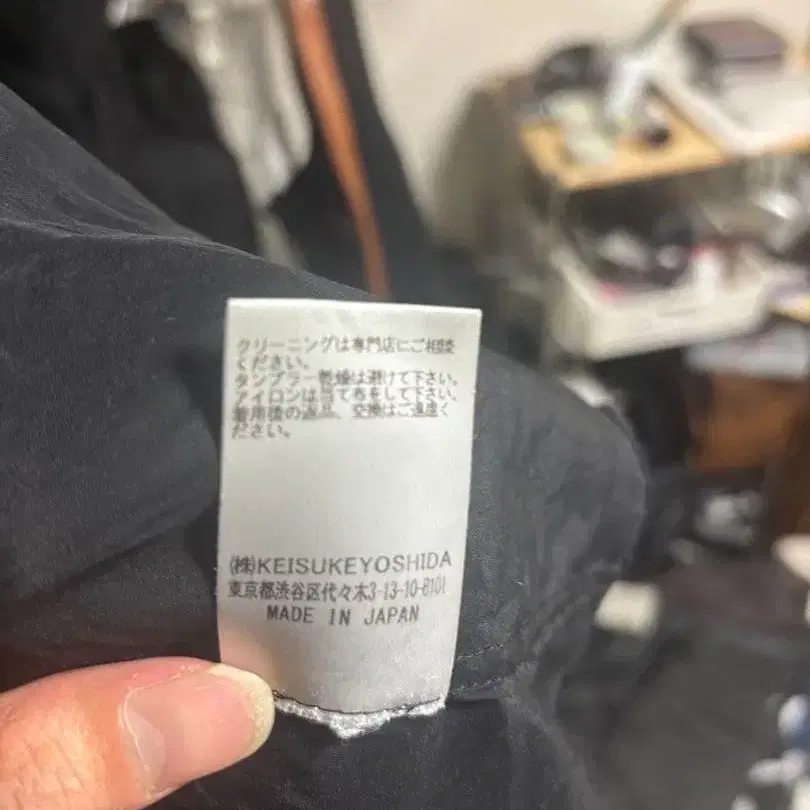 クリーニングは専門店にご相談
ください。
タンブラー乾燥は避けて下さい。
アイロンは当て布をして下さい。
着用後の返品、交換はご遠慮く
ださい。
㈱KEISUKEYOSHIDA
東京都渋谷区代々木3-13-10-B101
MADE IN JAPAN